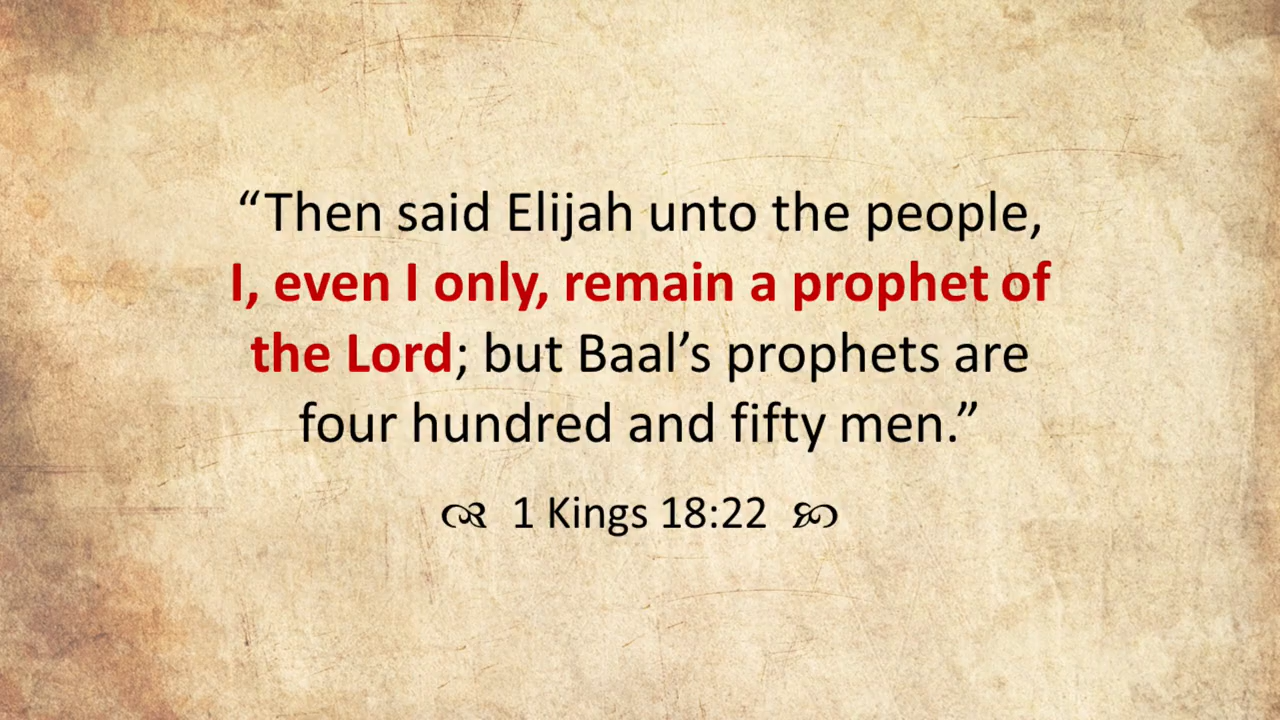 “Then said Elijah unto the people,
I, even I only, remain a prophet of
the Lord; but Baal’s prophets are
four hundred and fifty men.”
1 Kings 18:22